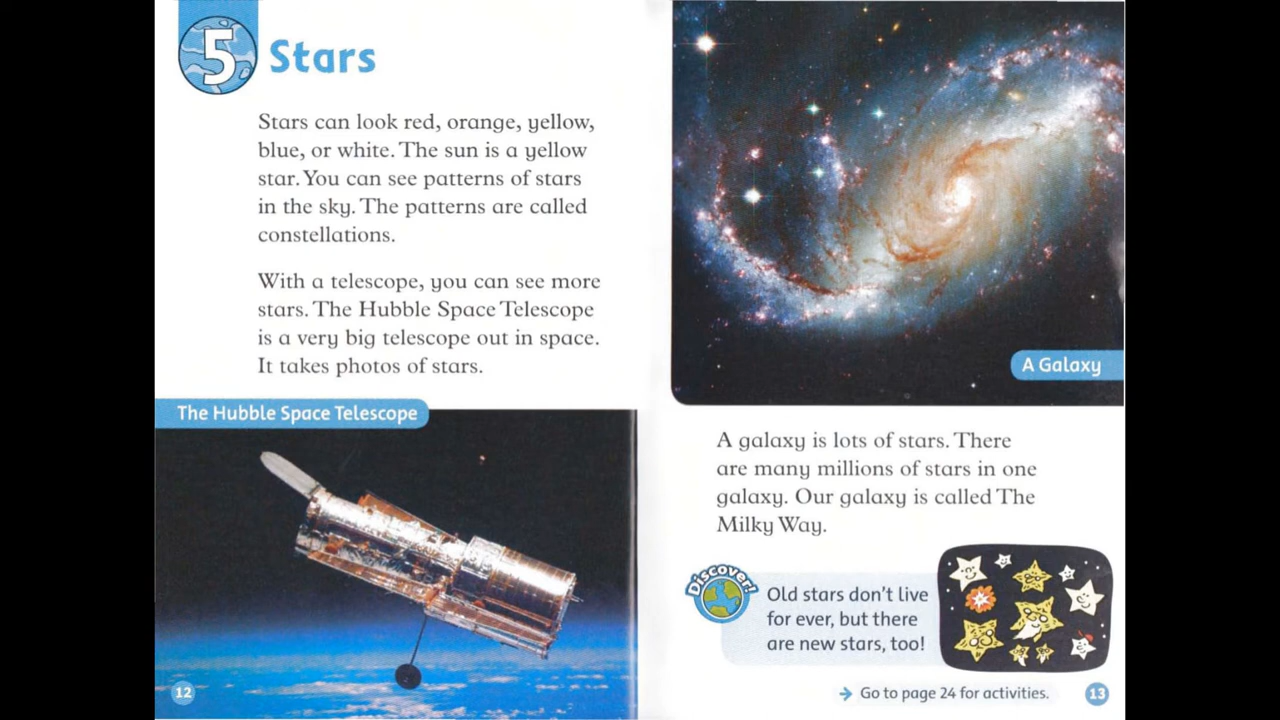 5 Stars
Stars can look red, orange, yellow,
blue, or white. The sun is a yellow
star. You can see patterns of stars
in the sky. The patterns are called
constellations.
With a telescope, you can see more
stars. The Hubble Space Telescope
is a very big telescope out in space.
It takes photos of stars.
The Hubble Space Telescope
12
A Galaxy
A galaxy is lots of stars. There
are many millions of stars in one
galaxy. Our galaxy is called The
Milky Way.
Discover!
Old stars don't live
for ever, but there
are new stars, too!
→ Go to page 24 for activities.
13